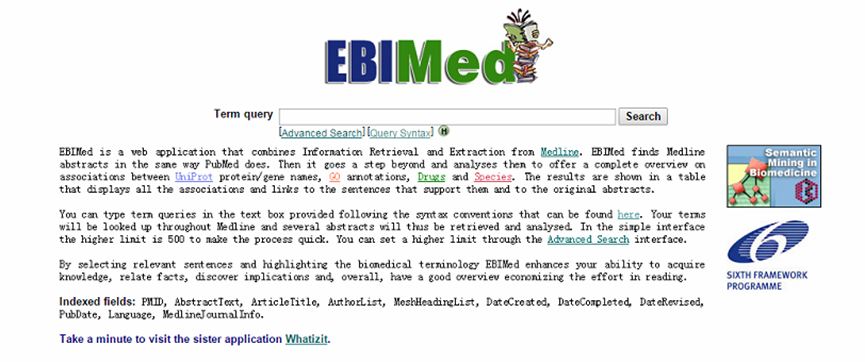 EBIMed
Term query Search
[Advanced Search] [Query Syntax] H
EBIMed is a web application that combines Information Retrieval and Extraction from Medline. EBIMed finds Medline
abstracts in the same way PubMed does. Then it goes a step beyond and analyses them to offer a complete overview on
associations between UniProt protein/gene names, GO annotations, Drugs and Species. The results are shown in a table
that displays all the associations and links to the sentences that support them and to the original abstracts.
You can type term queries in the text box provided following the syntax conventions that can be found here. Your terms
will be looked up throughout Medline and several abstracts will thus be retrieved and analysed. In the simple interface
the higher limit is 500 to make the process quick. You can set a higher limit through the Advanced Search interface.
By selecting relevant sentences and highlighting the biomedical terminology EBIMed enhances your ability to acquire
knowledge, relate facts, discover implications and, overall, have a good overview economizing the effort in reading.
Indexed fields: PMID, AbstractText, ArticleTitle, AuthorList, MeshHeadingList, DateCreated, DateCompleted, DateRevised,
PubDate, Language, MedlineJournalInfo.
Take a minute to visit the sister application Whatizit.
Semantic
Mining in
Biomedicine
6
SIXTH FRAMEWORK
PROGRAMME